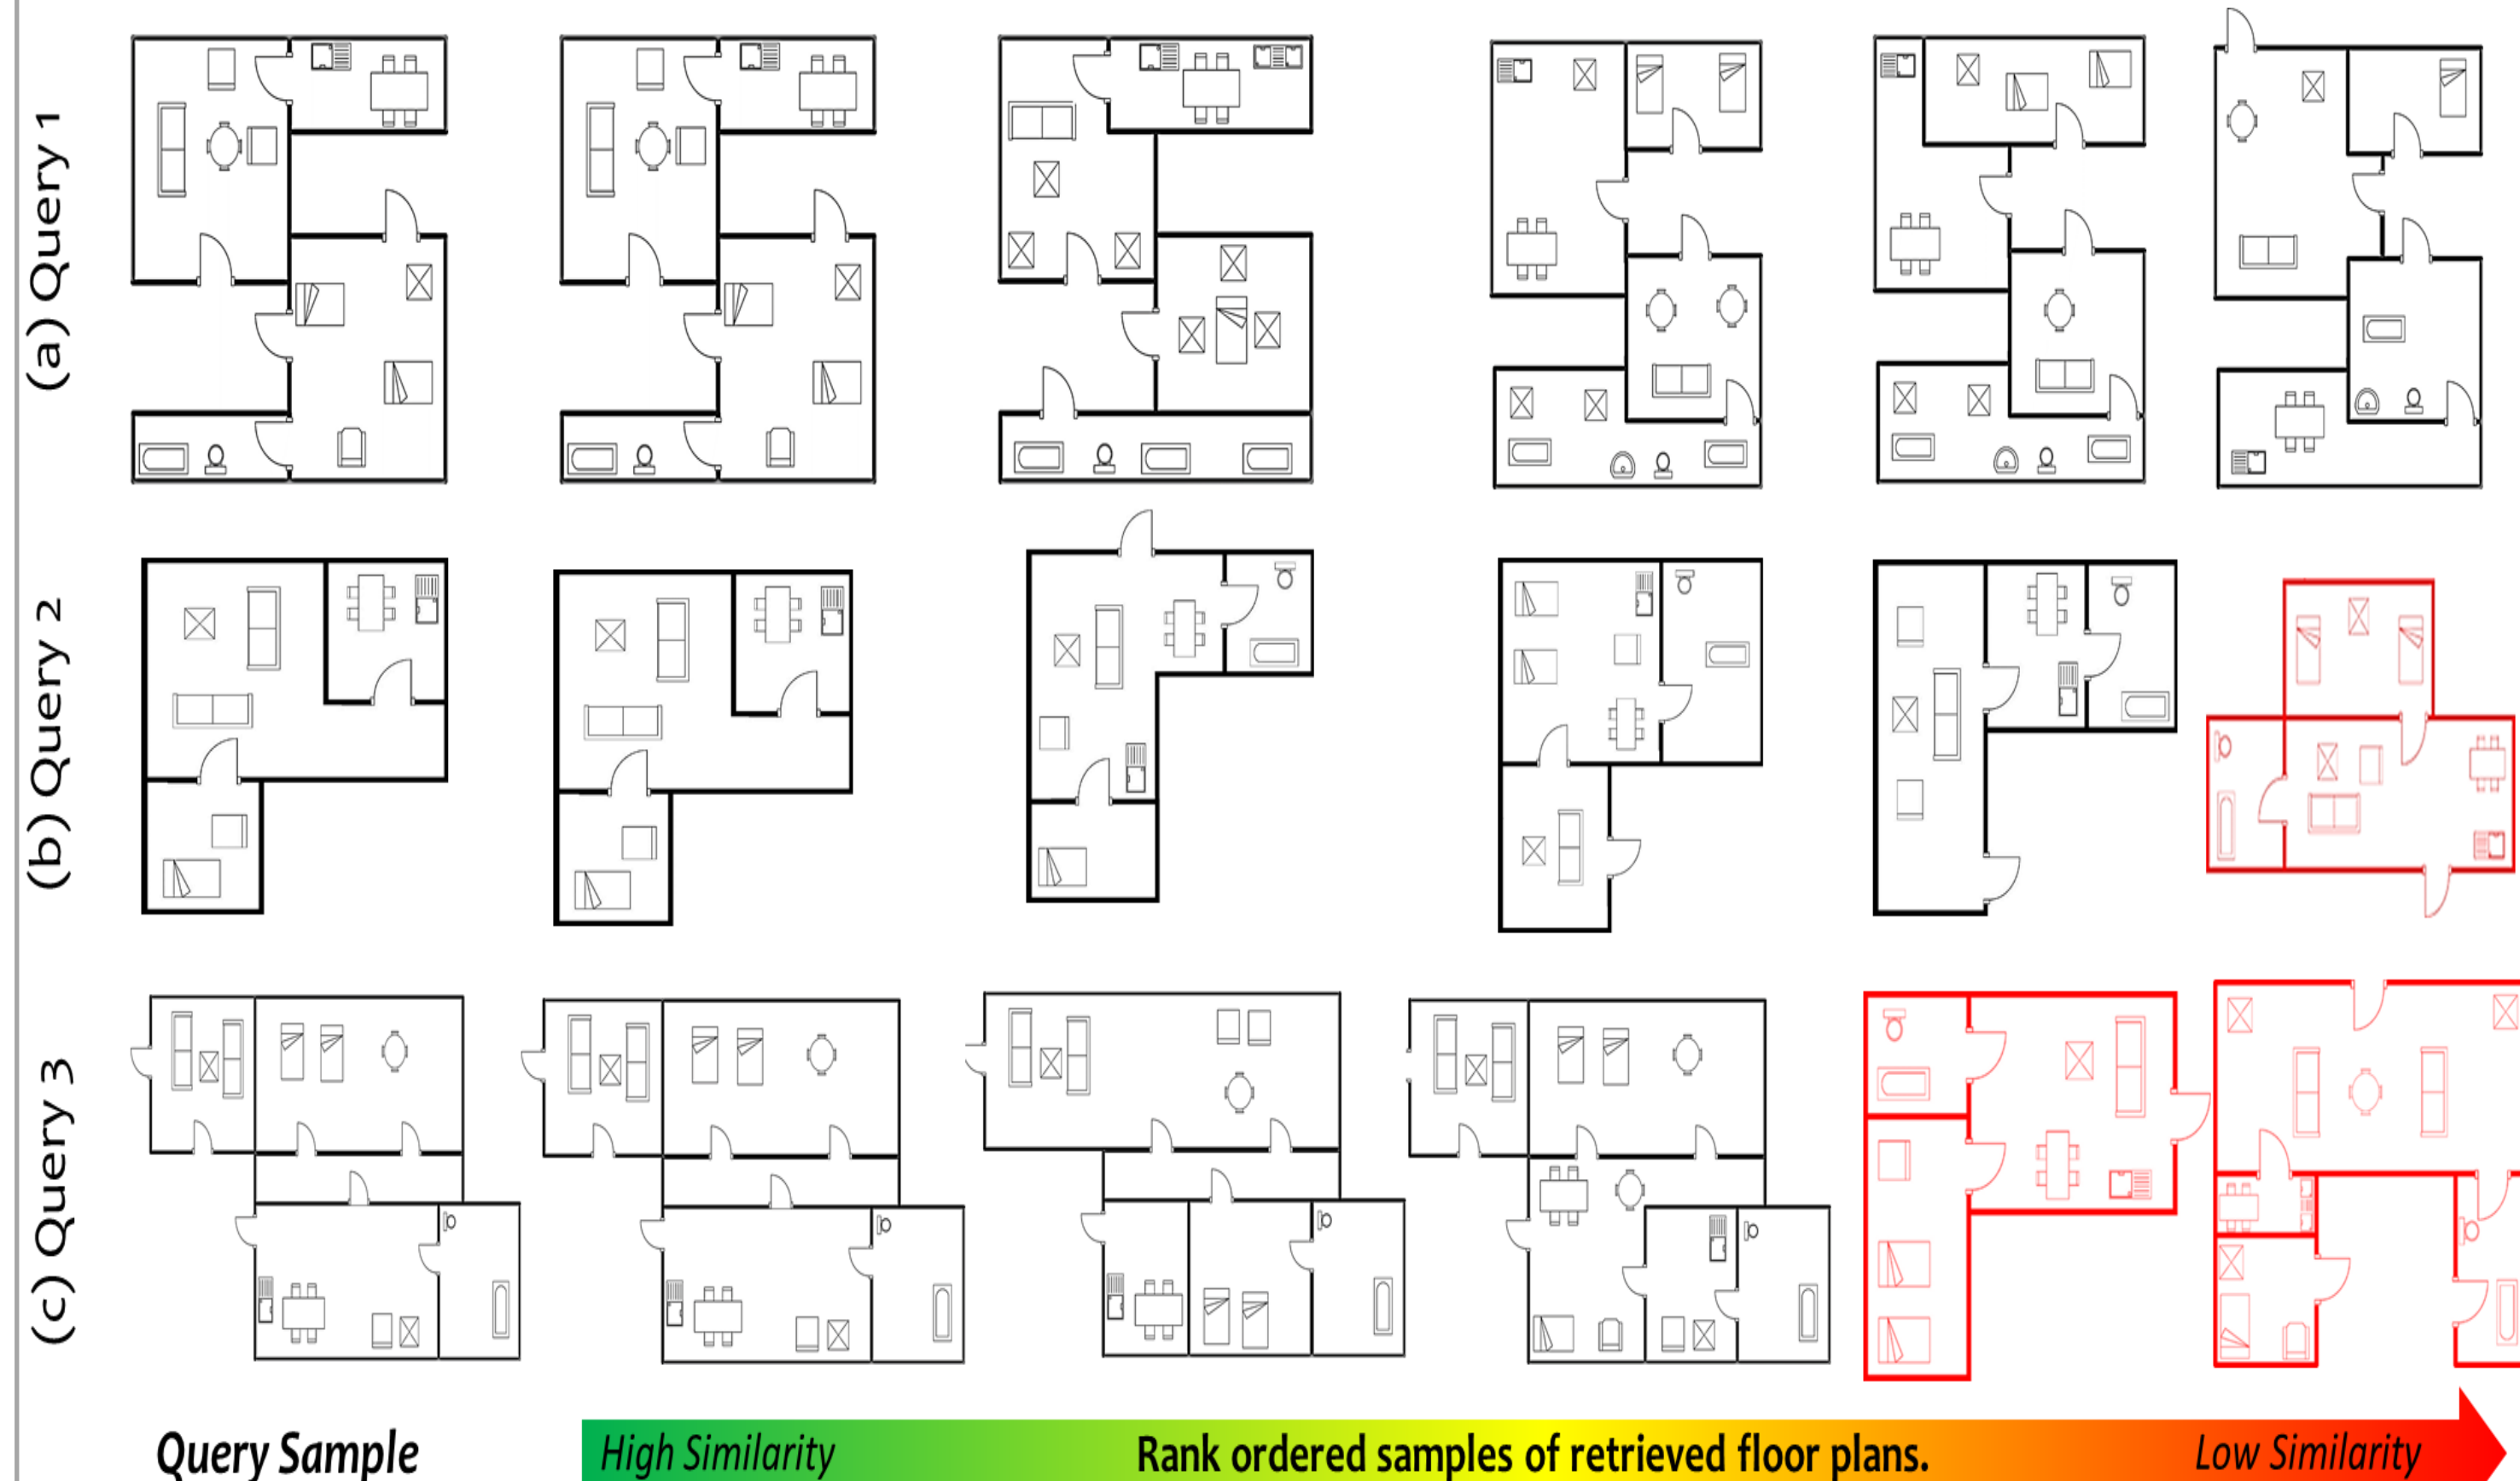 (a) Query 1
(b) Query 2
(c) Query 3
Query Sample
High Similarity
Rank ordered samples of retrieved floor plans.
Low Similarity